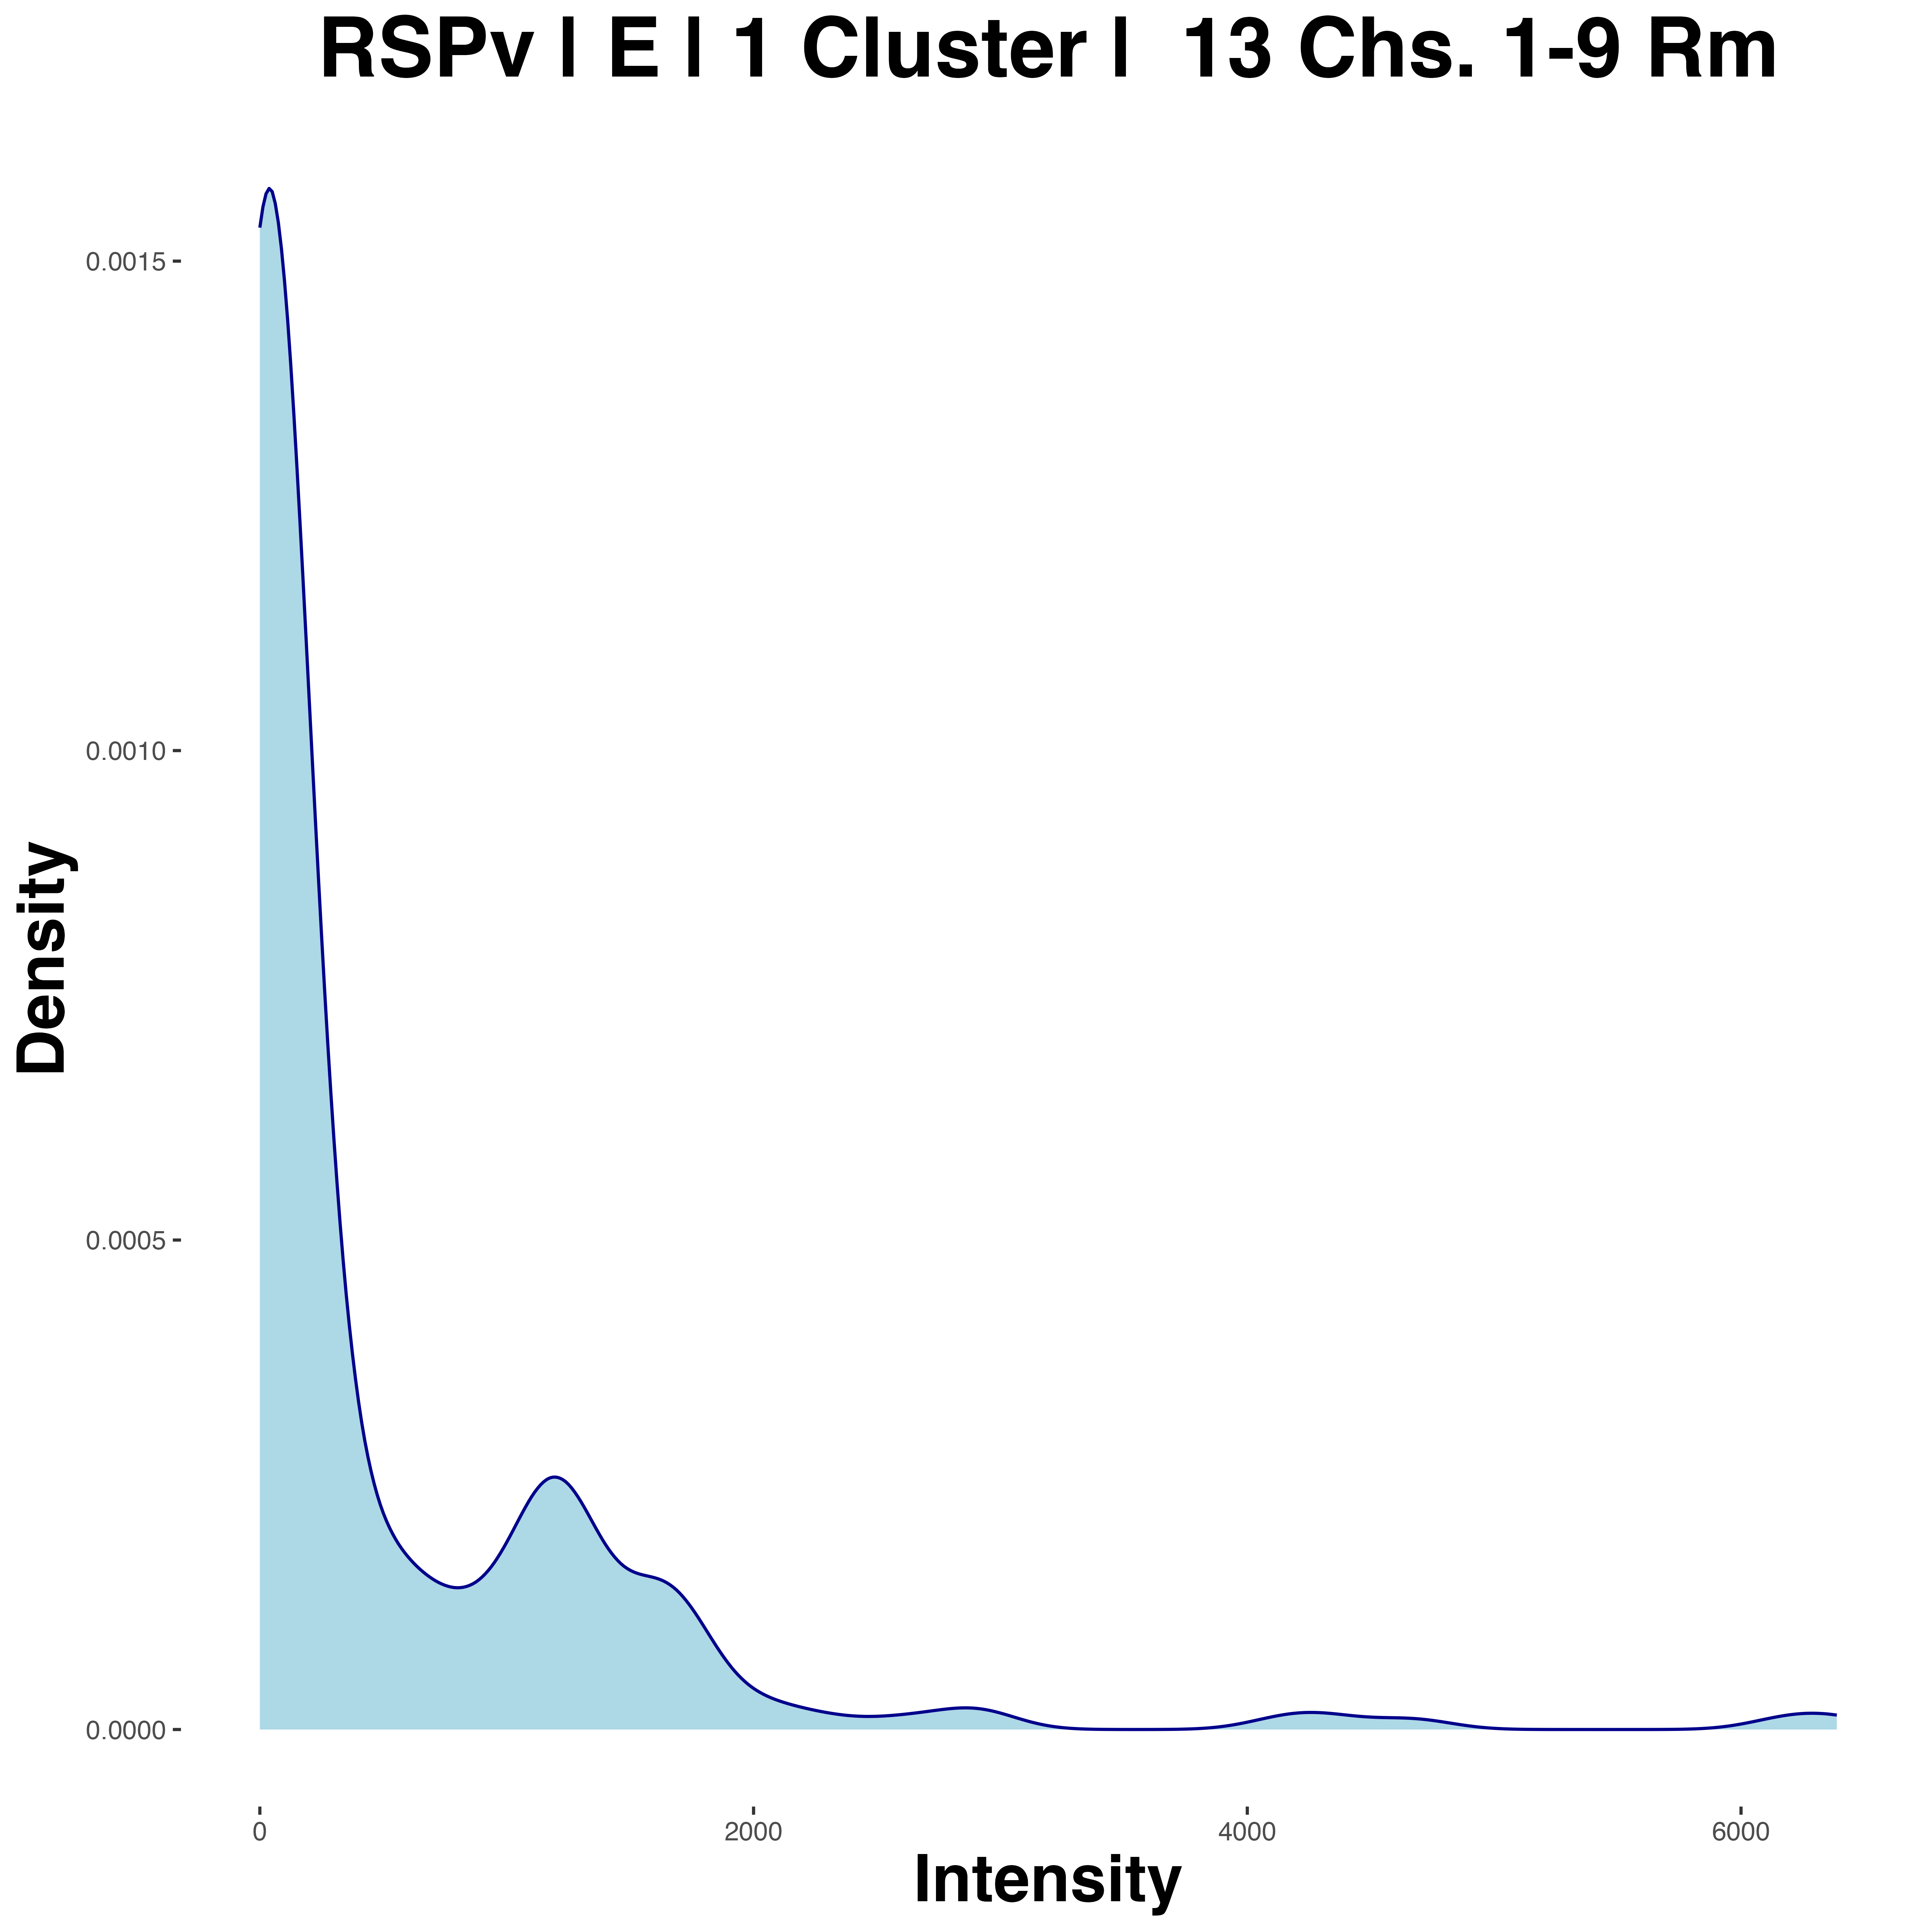 RSPv | E | 1 Cluster |  13 Chs. 1-9 Rm
0.0015
0.0010
0.0005
0.0000
Density
0
2000
4000
6000
Intensity